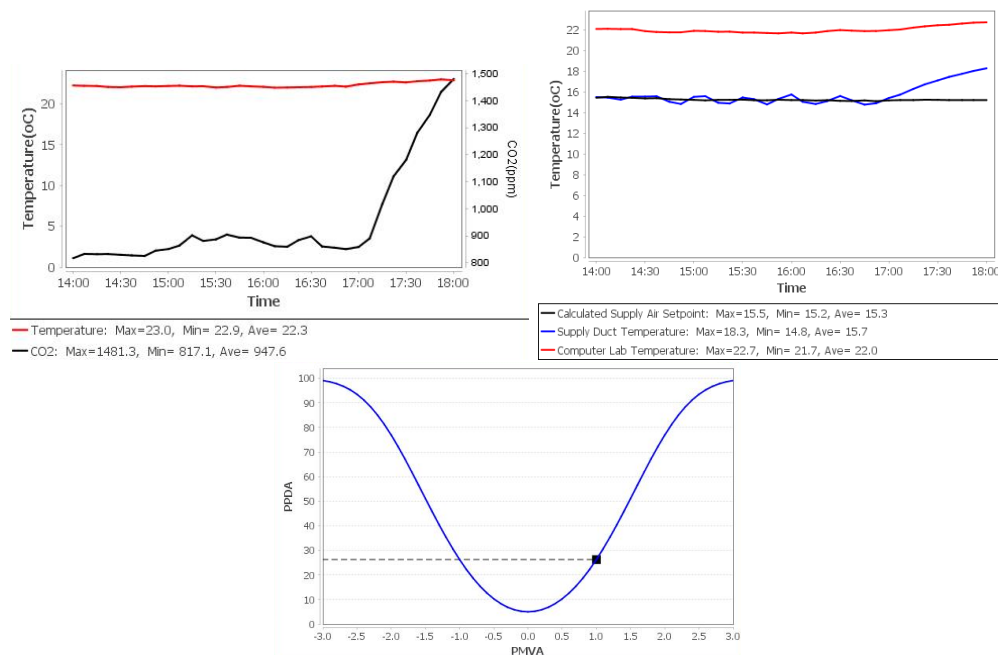 Temperature(oC)
20
15
10
5
0
1,500
1,400
1,300
1,200
1,100
1,000
900
800
CO2(ppm)
14:00 14:30 15:00 15:30 16:00 16:30 17:00 17:30 18:00
Time
Temperature: Max=23.0, Min= 22.9, Ave= 22.3
CO2: Max=1481.3, Min= 817.1, Ave= 947.6
Temperature(oC)
22
20
18
16
14
12
10
8
6
4
2
0
14:00 14:30 15:00 15:30 16:00 16:30 17:00 17:30 18:00
Time
Calculated Supply Air Setpoint: Max=15.5, Min= 15.2, Ave= 15.3
Supply Duct Temperature: Max=18.3, Min= 14.8, Ave= 15.7
Computer Lab Temperature: Max=22.7, Min= 21.7, Ave= 22.0
PPDA
100
90
80
70
60
50
40
30
20
10
0
-3.0 -2.5 -2.0 -1.5 -1.0 -0.5 0.0 0.5 1.0 1.5 2.0 2.5 3.0
PMVA